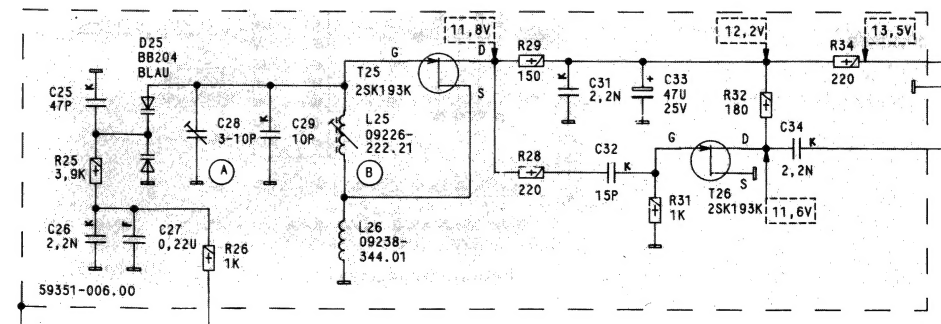 11,8V
12,2V
13,5V
D25
BB204
BLAU
G
D
R29
150
R34
220
T25
2SK193K
S
C25
47P
K
K
C31
2,2N
+
C33
47U
25V
R32
180
C28
3-10P
K
C29
10P
L25
09226-
222.21
G
D
C34
K
2,2N
R25
3,9K
A
B
R28
220
C32
K
15P
S
T26
2SK193K
R31
1K
11,6V
K
C26
2,2N
C27
0,22U
R26
1K
L26
09238-
344.01
59351-006.00